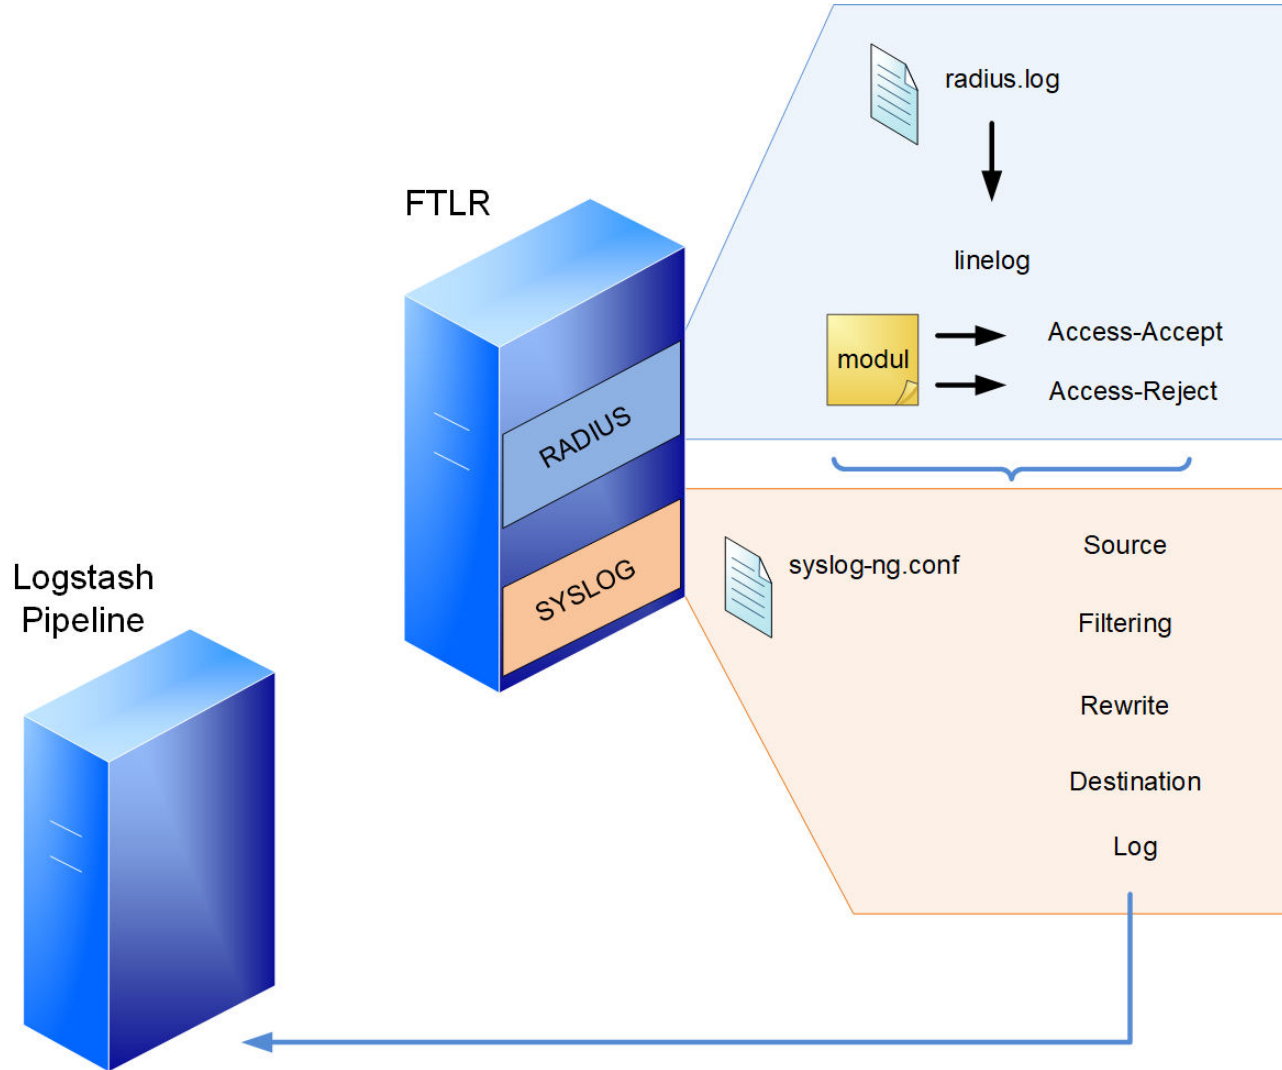 radius.log
FTLR
linelog
modul
Access-Accept
Access-Reject
RADIUS
SYSLOG
syslog-ng.conf
Source
Filtering
Rewrite
Destination
Log
Logstash
Pipeline